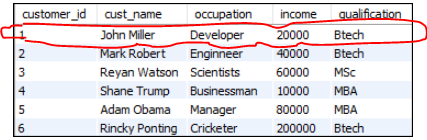 customer_id cust_name occupation income qualification
1 John Miller Developer 20000 Btech
2 Mark Robert Enginneer 40000 Btech
3 Reyan Watson Scientists 60000 MSc
4 Shane Trump Businessman 10000 MBA
5 Adam Obama Manager 80000 MBA
6 Rincky Ponting Cricketer 200000 Btech